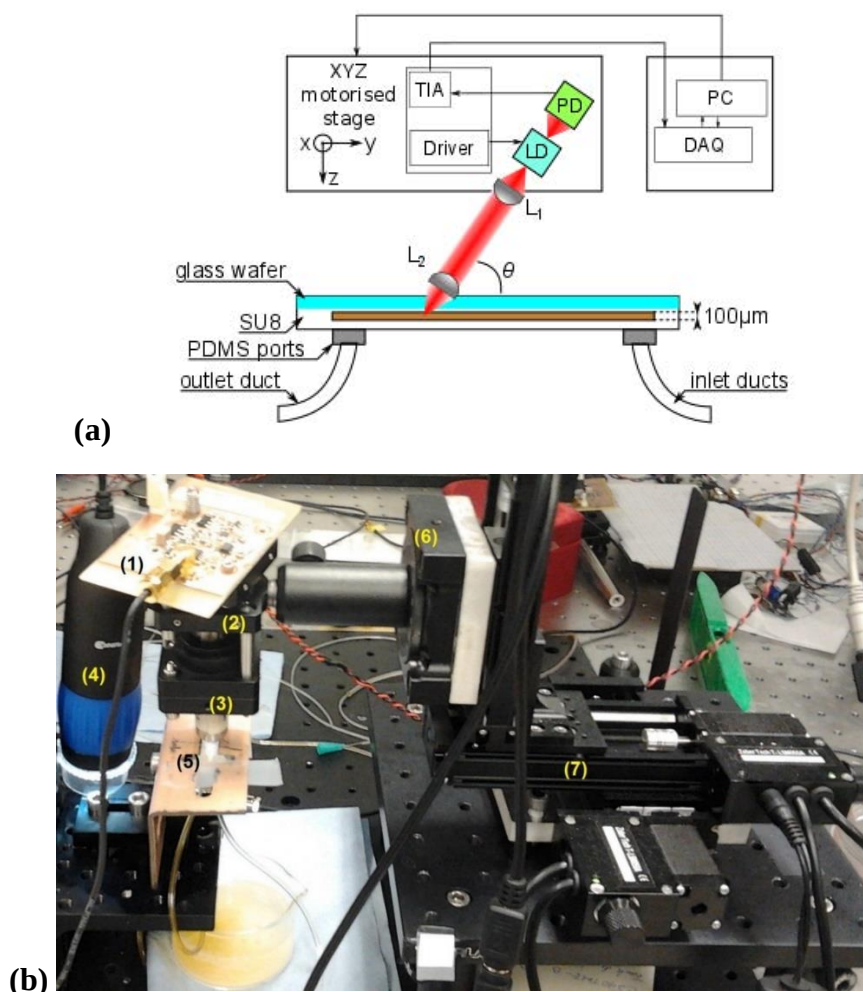 XYZ
motorised
stage
x
y
z
TIA
Driver
PD
LD
PC
DAQ
L1
L2
θ
glass wafer
SU8
PDMS ports
outlet duct
100μm
inlet ducts
(a)
(1)
(2)
(3)
(4)
(5)
(6)
(7)
(b)